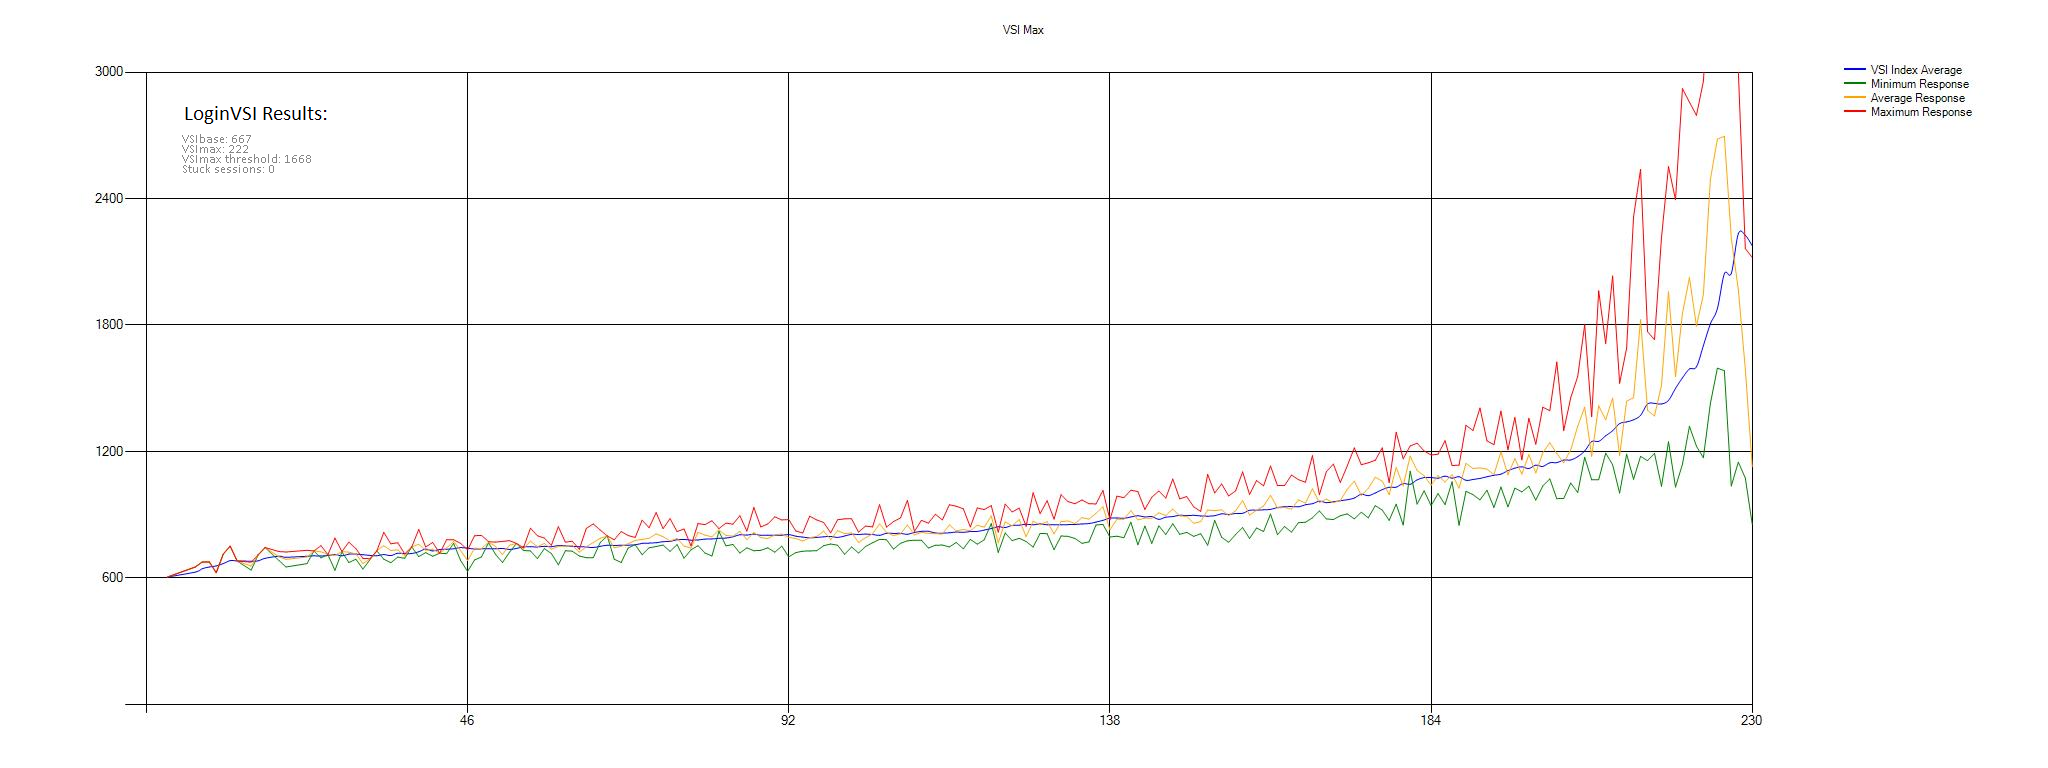 VSI Max
3000
2400
1800
1200
600
LoginVSI Results:
VSIbase: 667
VSImax: 222
VSImax threshold: 1668
Stuck sessions: 0
VSI Index Average
Minimum Response
Average Response
Maximum Response
46
92
138
184
230